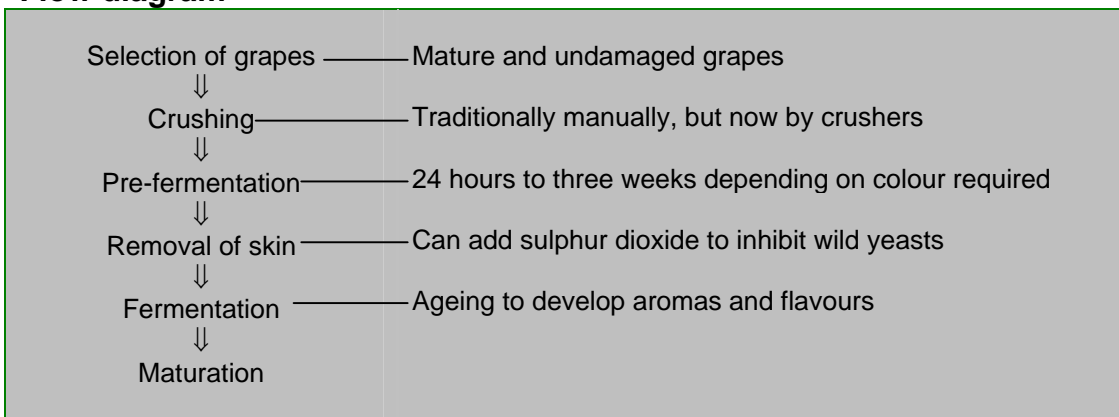 Flow diagram
Selection of grapes Mature and undamaged grapes
⇓
Crushing Traditionally manually, but now by crushers
⇓
Pre-fermentation 24 hours to three weeks depending on colour required
⇓
Removal of skin Can add sulphur dioxide to inhibit wild yeasts
⇓
Fermentation Ageing to develop aromas and flavours
⇓
Maturation